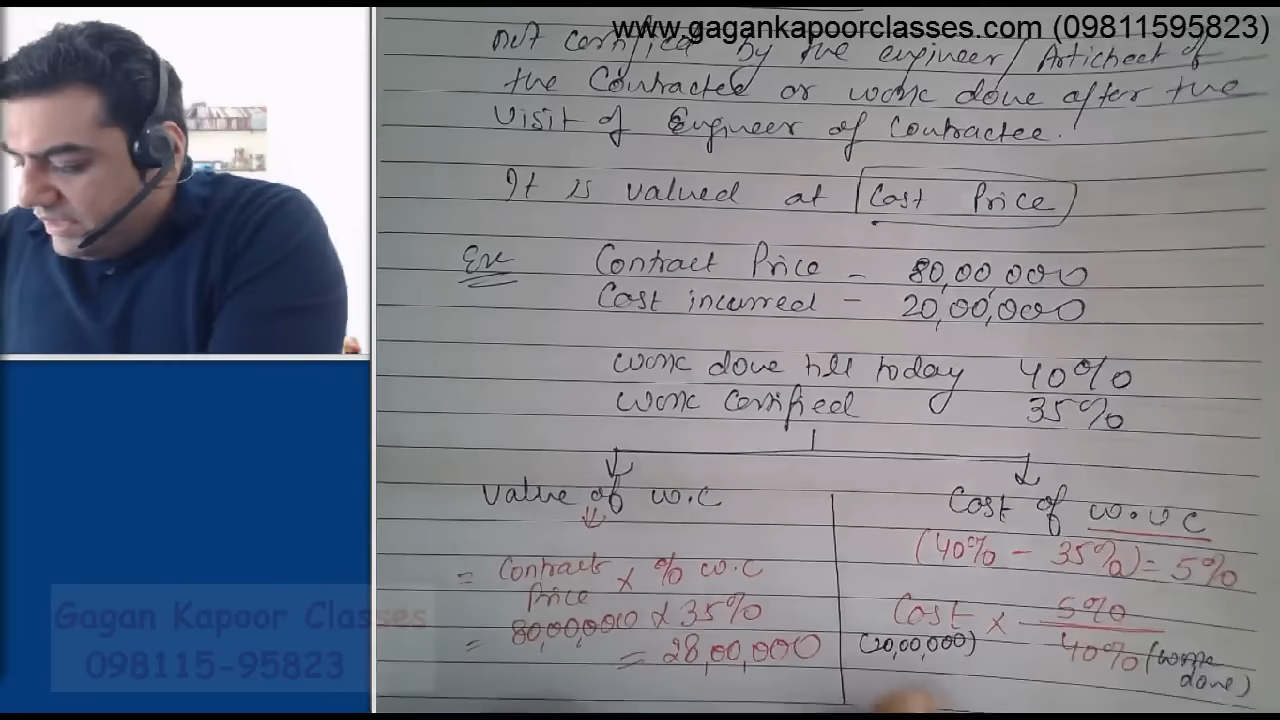 www.gagankapoorclasses.com (09811595823)
not certified by the engineer/ Articheet of
the Contractee or work done after the
Visit of Engineer of Contractee.
It is valued at Cost Price
Ex Contract Price - 80,00,000
Cost incurred - 20,00,000
work done till today 40%
work Certified 35%
Value of w.c
= Contract Price x % w.c
= 80,00,000 x 35%
= 28,00,000
Cost of w.u c
(40% - 35%) = 5%
Cost x 5%
(20,00,000) 40% (work done)
Gagan Kapoor Classes
098115-95823